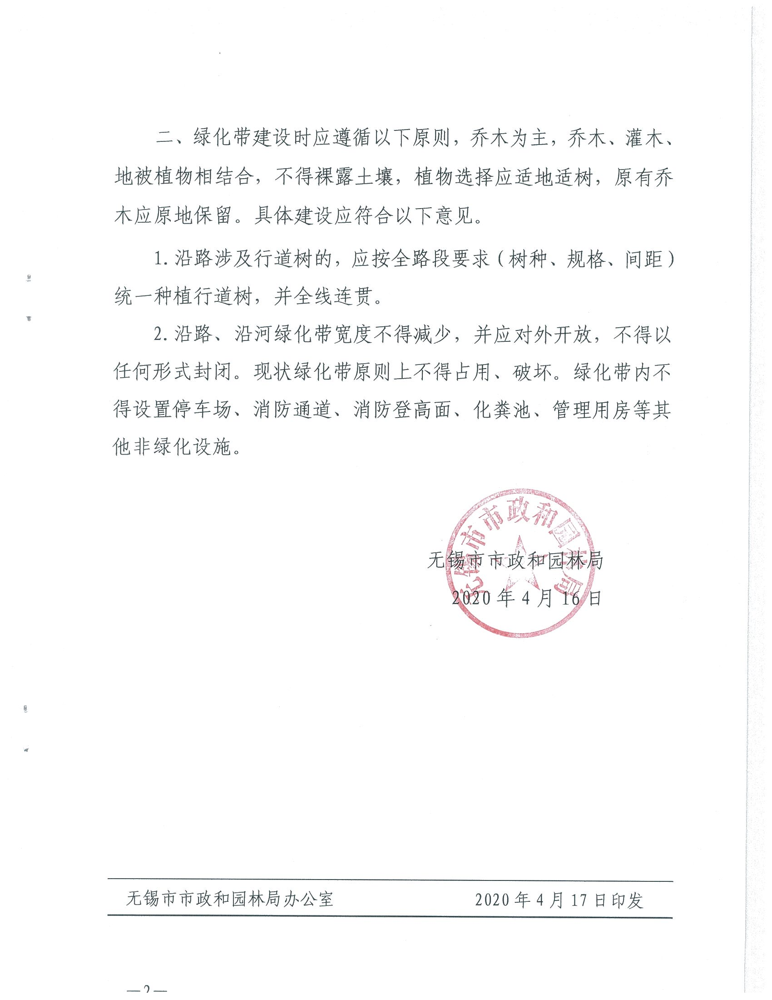 二、绿化带建设时应遵循以下原则，乔木为主，乔木、灌木、
地被植物相结合，不得裸露土壤，植物选择应适地适树，原有乔
木应原地保留。具体建设应符合以下意见。
1.沿路涉及行道树的，应按全路段要求（树种、规格、间距）
统一种植行道树，并全线连贯。
2.沿路、沿河绿化带宽度不得减少，并应对外开放，不得以
任何形式封闭。现状绿化带原则上不得占用、破坏。绿化带内不
得设置停车场、消防通道、消防登高面、化粪池、管理用房等其
他非绿化设施。
无锡市市政和园林局
无锡市市政和园林局
2020年4月16日
无锡市市政和园林局办公室 2020年4月17日印发
—2—